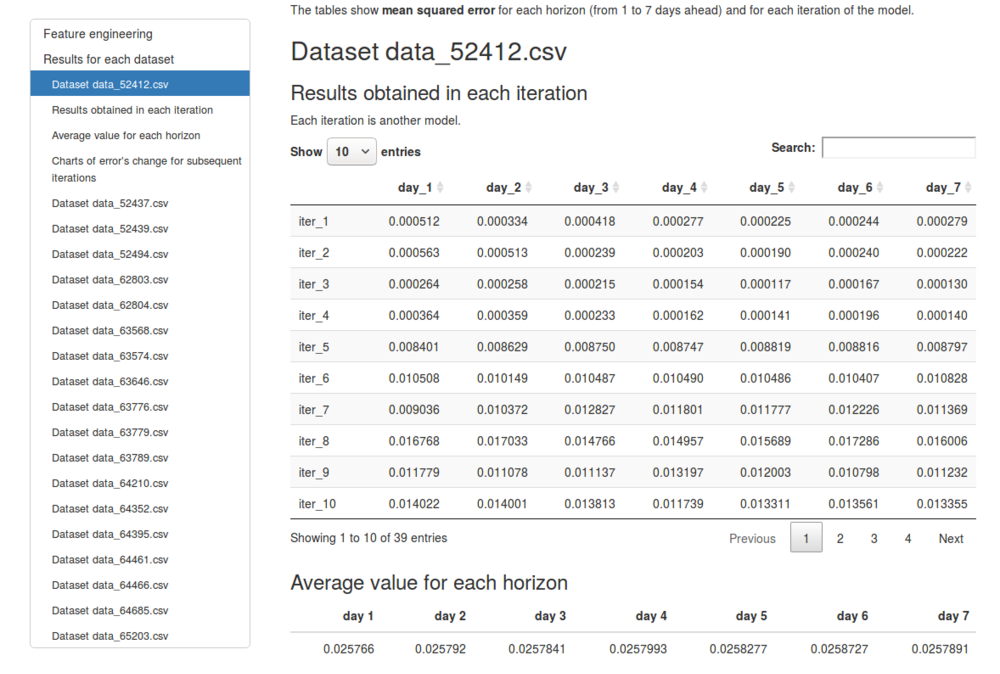 Feature engineering
Results for each dataset
Dataset data_52412.csv
Results obtained in each iteration
Average value for each horizon
Charts of error's change for subsequent
iterations
Dataset data_52437.csv
Dataset data_52439.csv
Dataset data_52494.csv
Dataset data_62803.csv
Dataset data_62804.csv
Dataset data_63568.csv
Dataset data_63574.csv
Dataset data_63646.csv
Dataset data_63776.csv
Dataset data_63779.csv
Dataset data_63789.csv
Dataset data_64210.csv
Dataset data_64352.csv
Dataset data_64395.csv
Dataset data_64461.csv
Dataset data_64466.csv
Dataset data_64685.csv
Dataset data_65203.csv
The tables show mean squared error for each horizon (from 1 to 7 days ahead) and for each iteration of the model.
Dataset data_52412.csv
Results obtained in each iteration
Each iteration is another model.
Show 10 entries Search:
day_1 day_2 day_3 day_4 day_5 day_6 day_7
iter_1 0.000512 0.000334 0.000418 0.000277 0.000225 0.000244 0.000279
iter_2 0.000563 0.000513 0.000239 0.000203 0.000190 0.000240 0.000222
iter_3 0.000264 0.000258 0.000215 0.000154 0.000117 0.000167 0.000130
iter_4 0.000364 0.000359 0.000233 0.000162 0.000141 0.000196 0.000140
iter_5 0.008401 0.008629 0.008750 0.008747 0.008819 0.008816 0.008797
iter_6 0.010508 0.010149 0.010487 0.010490 0.010486 0.010407 0.010828
iter_7 0.009036 0.010372 0.012827 0.011801 0.011777 0.012226 0.011369
iter_8 0.016768 0.017033 0.014766 0.014957 0.015689 0.017286 0.016006
iter_9 0.011779 0.011078 0.011137 0.013197 0.012003 0.010798 0.011232
iter_10 0.014022 0.014001 0.013813 0.011739 0.013311 0.013561 0.013355
Showing 1 to 10 of 39 entries Previous 1 2 3 4 Next
Average value for each horizon
day 1 day 2 day 3 day 4 day 5 day 6 day 7
0.025766 0.025792 0.0257841 0.0257993 0.0258277 0.0258727 0.0257891